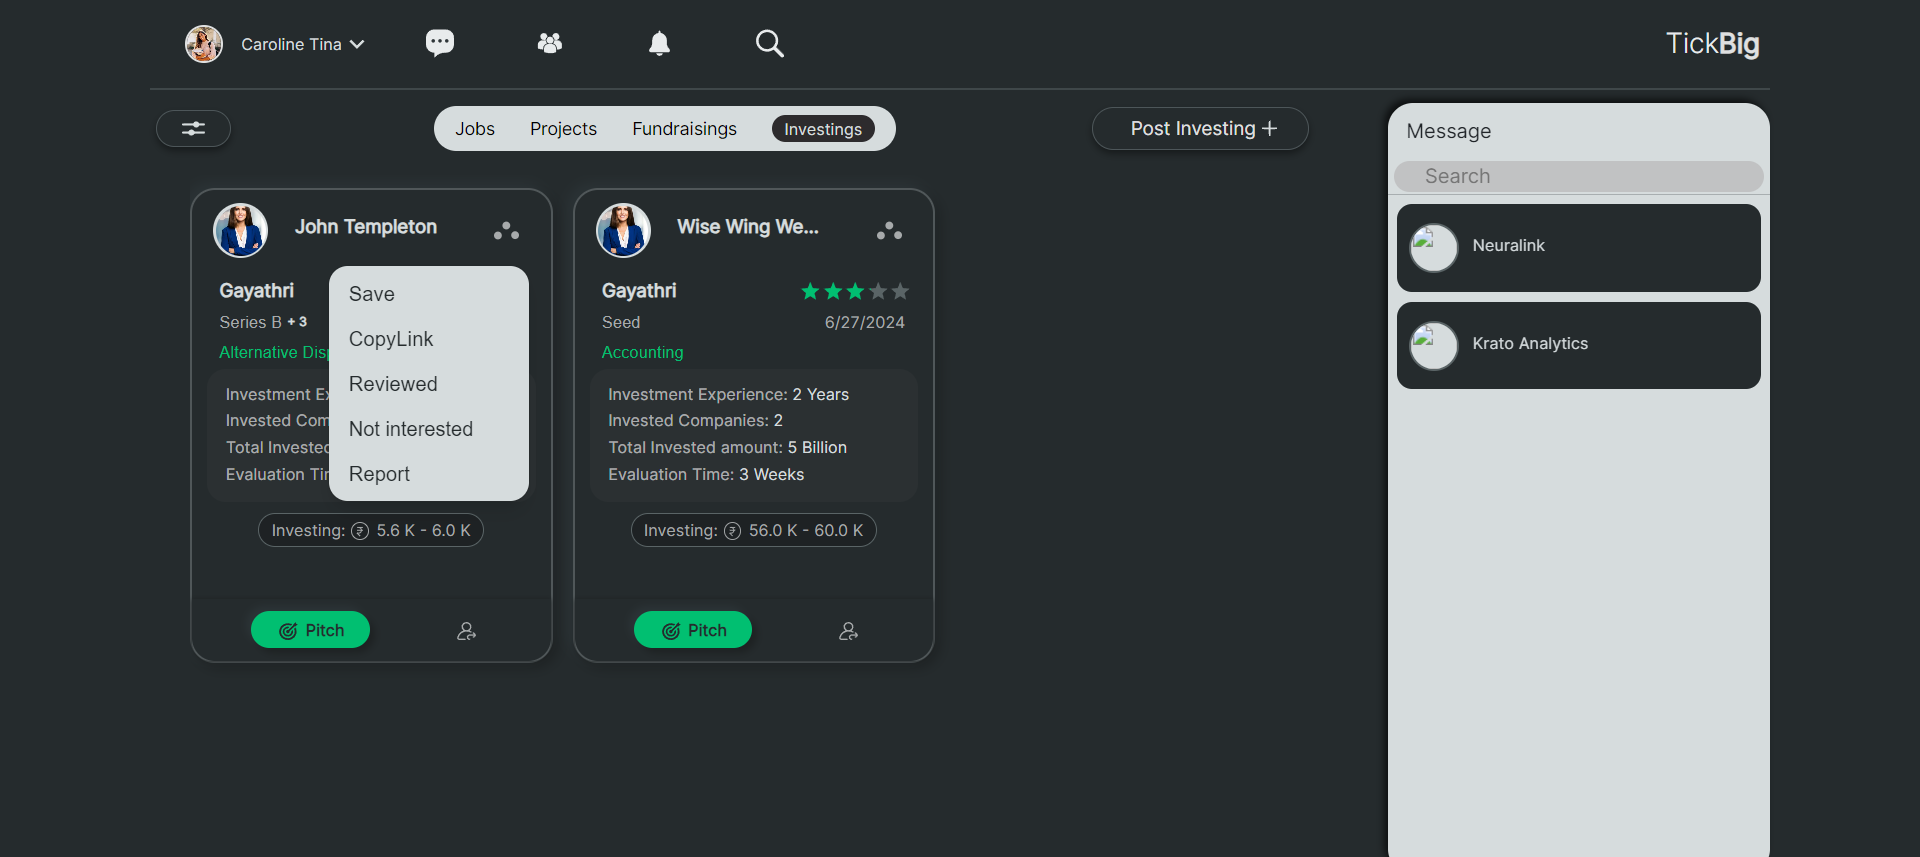 Caroline Tina
TickBig
Jobs
Projects
Fundraisings
Investings
Post Investing +
John Templeton
Gayathri
Series B + 3
Alternative Disp
Investment Ex
Invested Com
Total Invested
Evaluation Tim
Save
CopyLink
Reviewed
Not interested
Report
Investing: ₹ 5.6 K - 6.0 K
Pitch
Wise Wing We...
Gayathri
Seed
6/27/2024
Accounting
Investment Experience: 2 Years
Invested Companies: 2
Total Invested amount: 5 Billion
Evaluation Time: 3 Weeks
Investing: ₹ 56.0 K - 60.0 K
Pitch
Message
Search
Neuralink
Krato Analytics